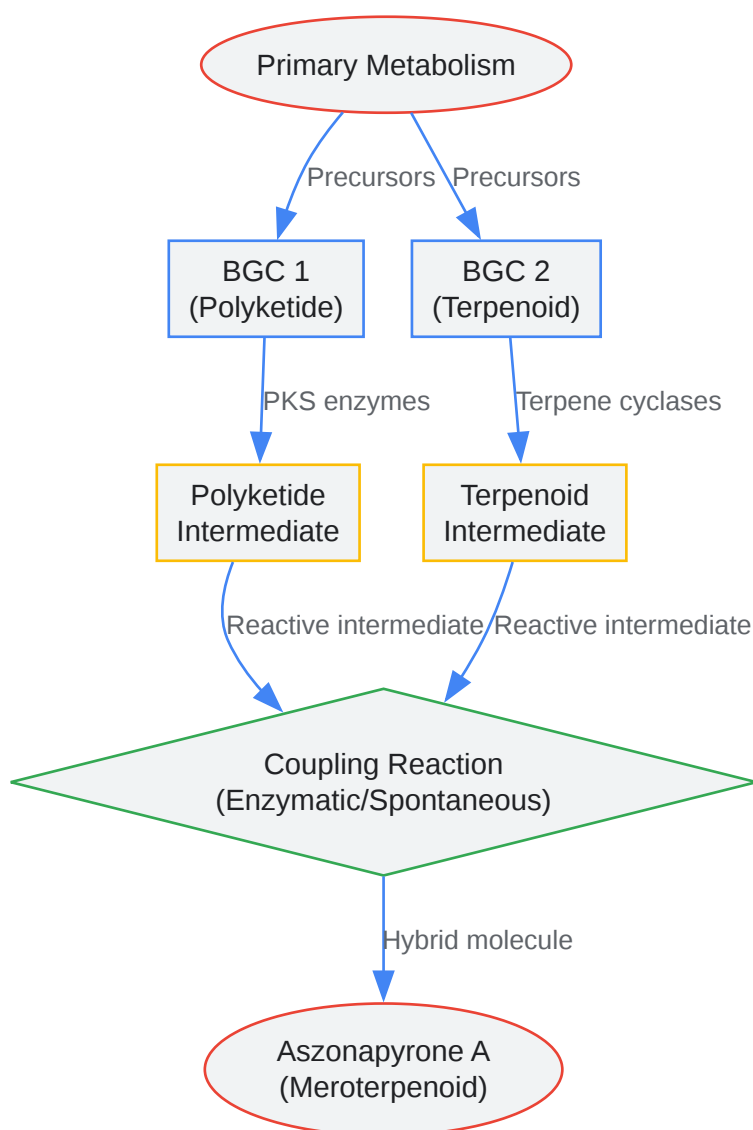 Primary Metabolism
Precursors
Precursors
BGC 1
(Polyketide)
BGC 2
(Terpenoid)
PKS enzymes
Terpene cyclases
Polyketide
Intermediate
Terpenoid
Intermediate
Reactive intermediate
Reactive intermediate
Coupling Reaction
(Enzymatic/Spontaneous)
Hybrid molecule
Aszonapyrone A
(Meroterpenoid)